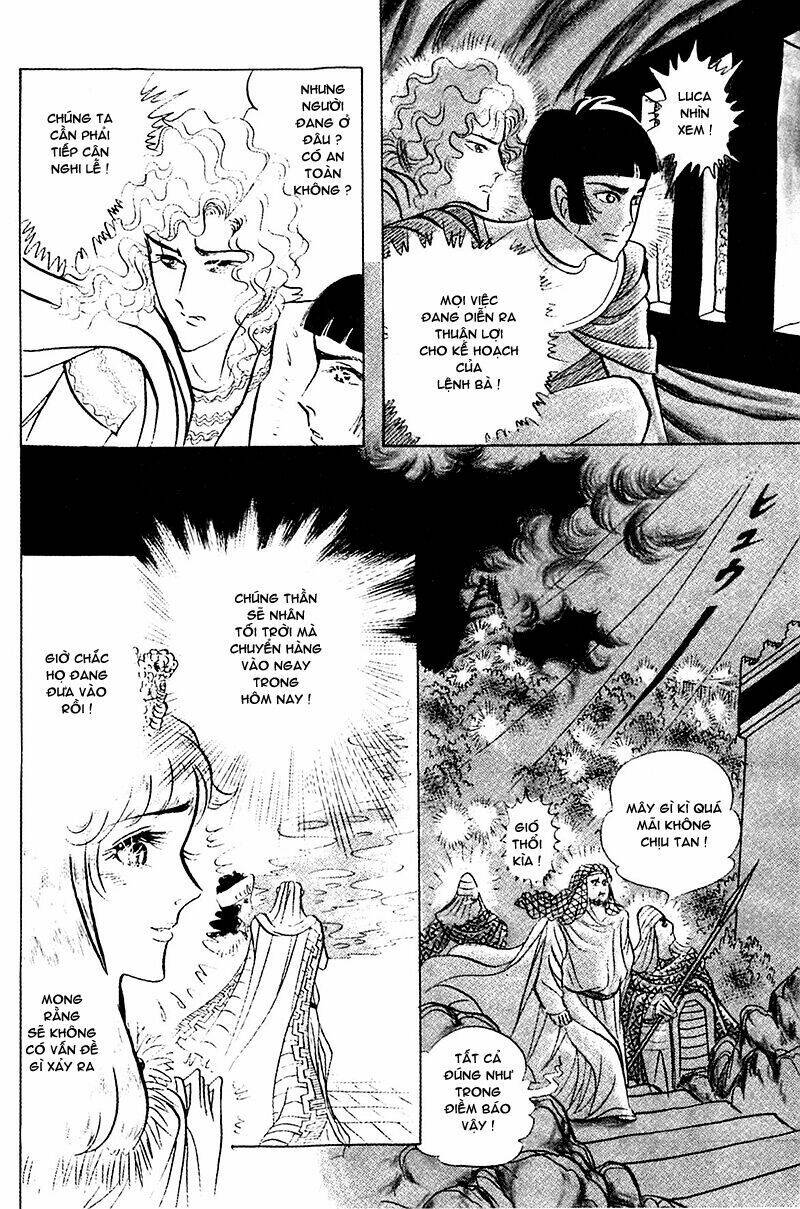 LUCA
NHÌN
XEM !
MỌI VIỆC
ĐANG DIỄN RA
THUẬN LỢI
CHO KẾ HOẠCH
CỦA
LỆNH BÀ !
NHƯNG
NGƯỜI
ĐANG Ở
ĐÂU ?
CÓ AN
TOÀN
KHÔNG ?
CHÚNG TA
CẦN PHẢI
TIẾP CẬN
NGHI LỄ !
ヒュウー
MÂY GÌ KÌ QUÁ
MÃI KHÔNG
CHỊU TAN !
GIÓ
THỔI
KÌA !
TẤT CẢ
ĐÚNG NHƯ
TRONG
ĐIỀM BÁO
VẬY !
CHÚNG THẦN
SẼ NHÂN
TỐI TRỜI MÀ
CHUYỂN HÀNG
VÀO NGAY
TRONG
HÔM NAY !
GIỜ CHẮC
HỌ ĐANG
ĐƯA VÀO
RỒI !
MONG
RẰNG
SẼ KHÔNG
CÓ VẤN ĐỀ
GÌ XẢY RA